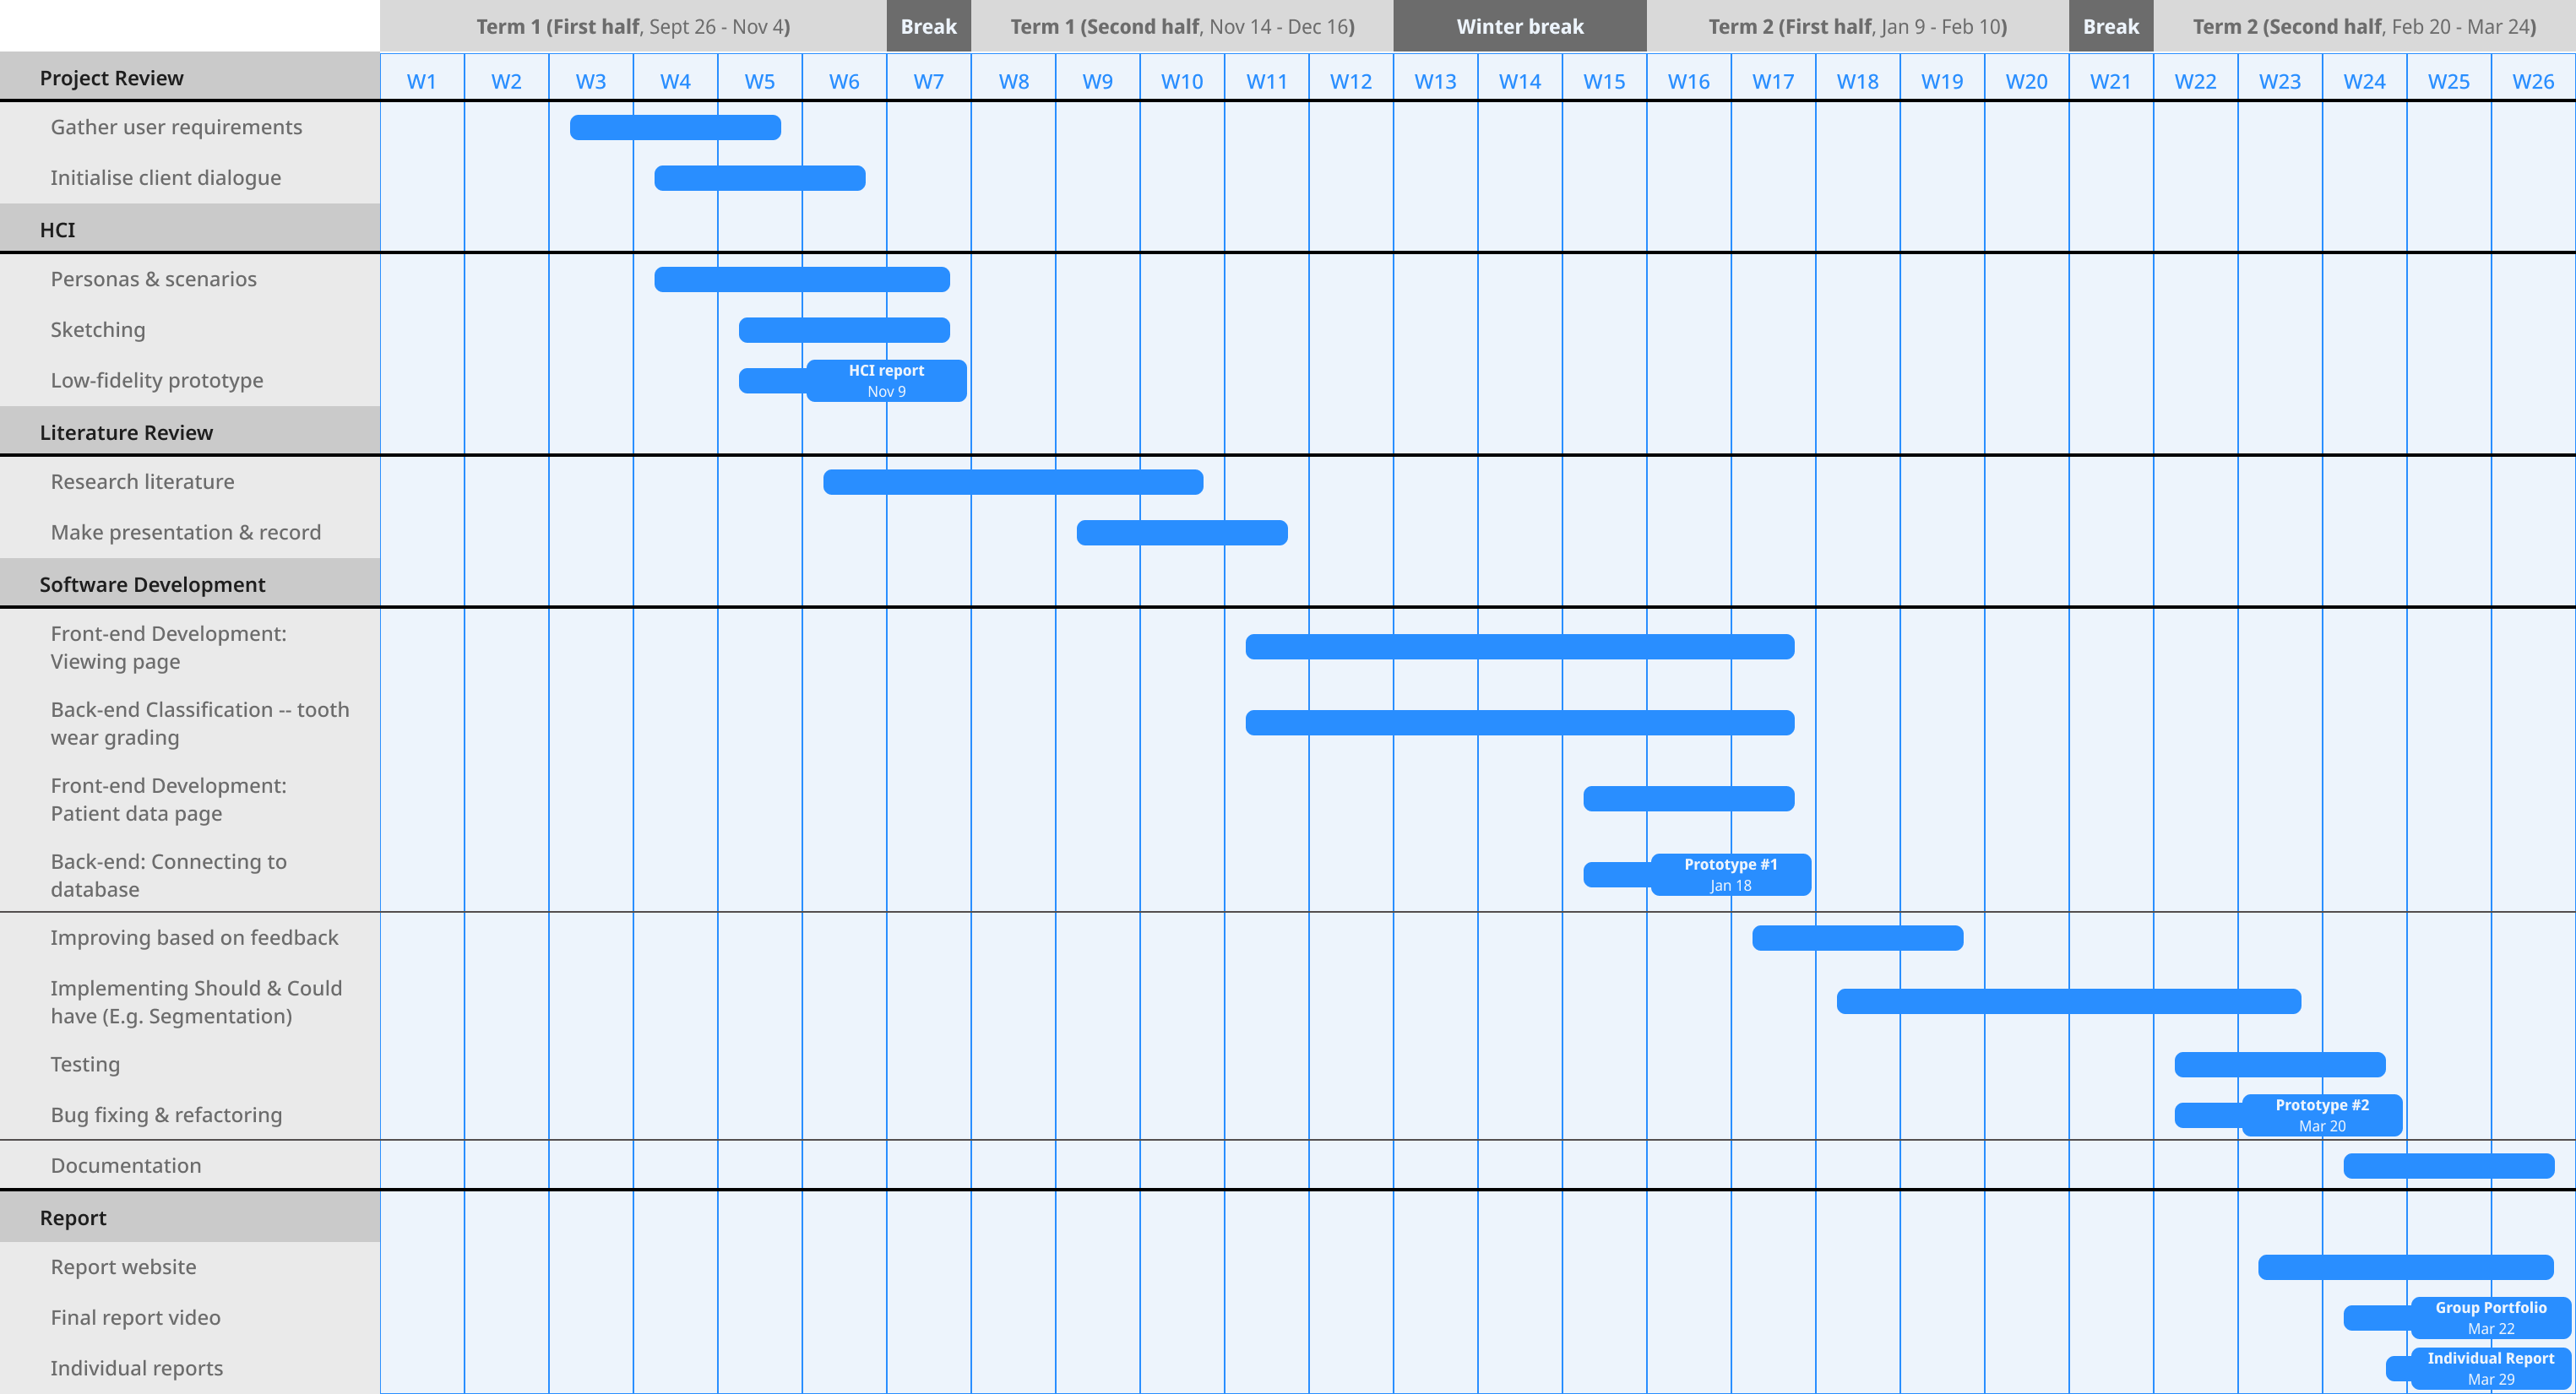 Term 1 (First half, Sept 26 - Nov 4)
Break
Term 1 (Second half, Nov 14 - Dec 16)
Winter break
Term 2 (First half, Jan 9 - Feb 10)
Break
Term 2 (Second half, Feb 20 - Mar 24)
Project Review
W1 W2 W3 W4 W5 W6 W7 W8 W9 W10 W11 W12 W13 W14 W15 W16 W17 W18 W19 W20 W21 W22 W23 W24 W25 W26
Gather user requirements
Initialise client dialogue
HCI
Personas & scenarios
Sketching
Low-fidelity prototype
HCI report
Nov 9
Literature Review
Research literature
Make presentation & record
Software Development
Front-end Development:
Viewing page
Back-end Classification -- tooth
wear grading
Front-end Development:
Patient data page
Back-end: Connecting to
database
Prototype #1
Jan 18
Improving based on feedback
Implementing Should & Could
have (E.g. Segmentation)
Testing
Bug fixing & refactoring
Prototype #2
Mar 20
Documentation
Report
Report website
Final report video
Group Portfolio
Mar 22
Individual reports
Individual Report
Mar 29